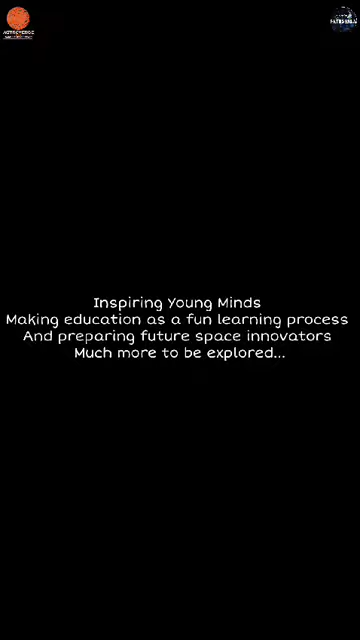 Inspiring Young Minds
Making education as a fun learning process
And preparing future space innovators
Much more to be explored...